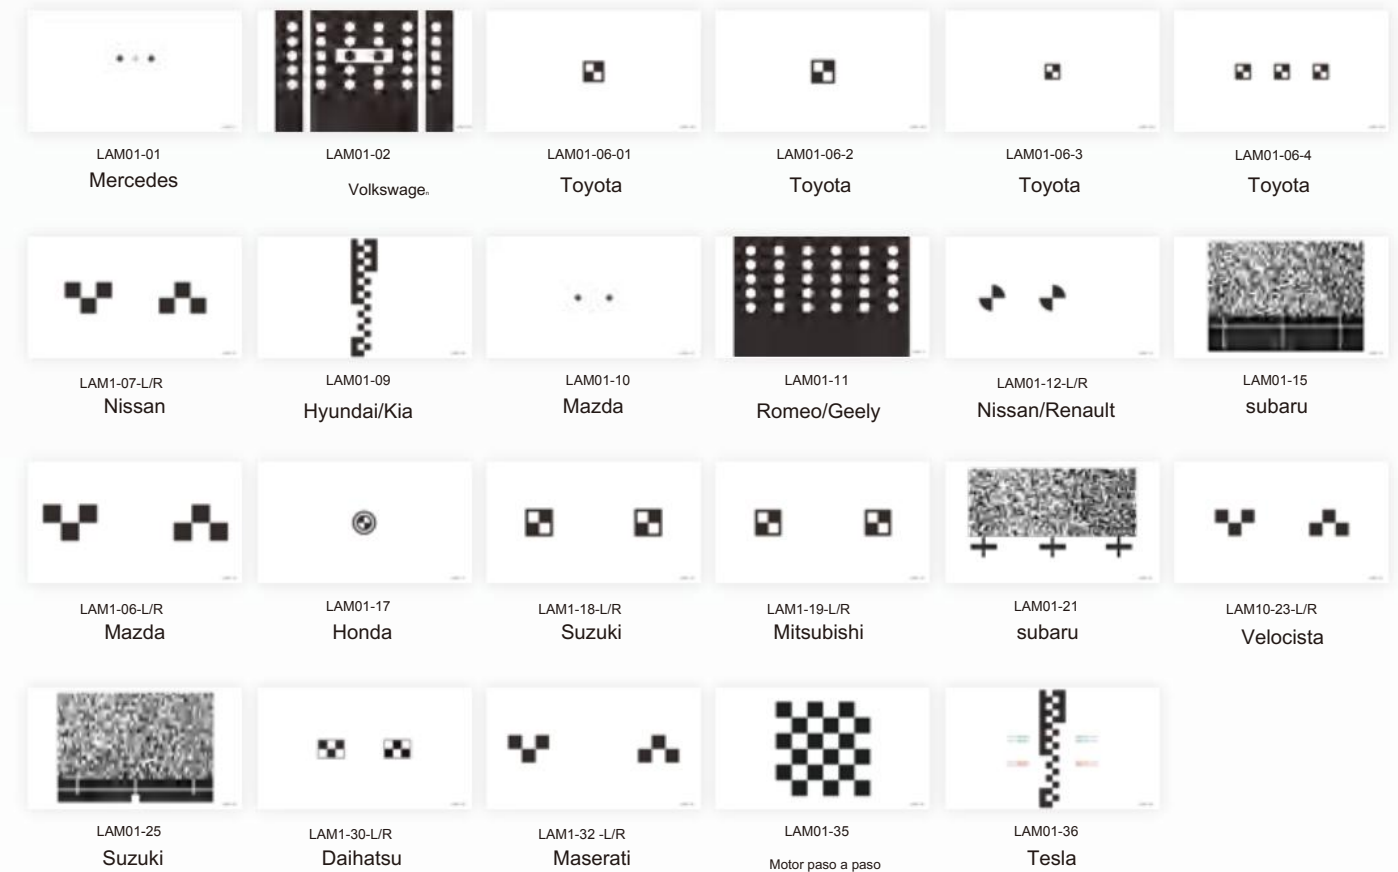 LAM01-01
LAM01-02
LAM01-06-01
LAM01-06-2
LAM01-06-3
LAM01-06-4
Mercedes
Volkswage
Toyota
Toyota
Toyota
Toyota
LAM1-07-L/R
LAM01-09
LAM01-10
LAM01-11
LAM01-12-L/R
LAM01-15
Nissan
Hyundai/Kia
Mazda
Romeo/Geely
Nissan/Renault
subaru
LAM1-06-L/R
LAM01-17
LAM1-18-L/R
LAM1-19-L/R
LAM01-21
LAM10-23-L/R
Mazda
Honda
Suzuki
Mitsubishi
subaru
Velocista
LAM01-25
LAM1-30-L/R
LAM1-32 -L/R
LAM01-35
LAM01-36
Suzuki
Daihatsu
Maserati
Motor paso a paso
Tesla